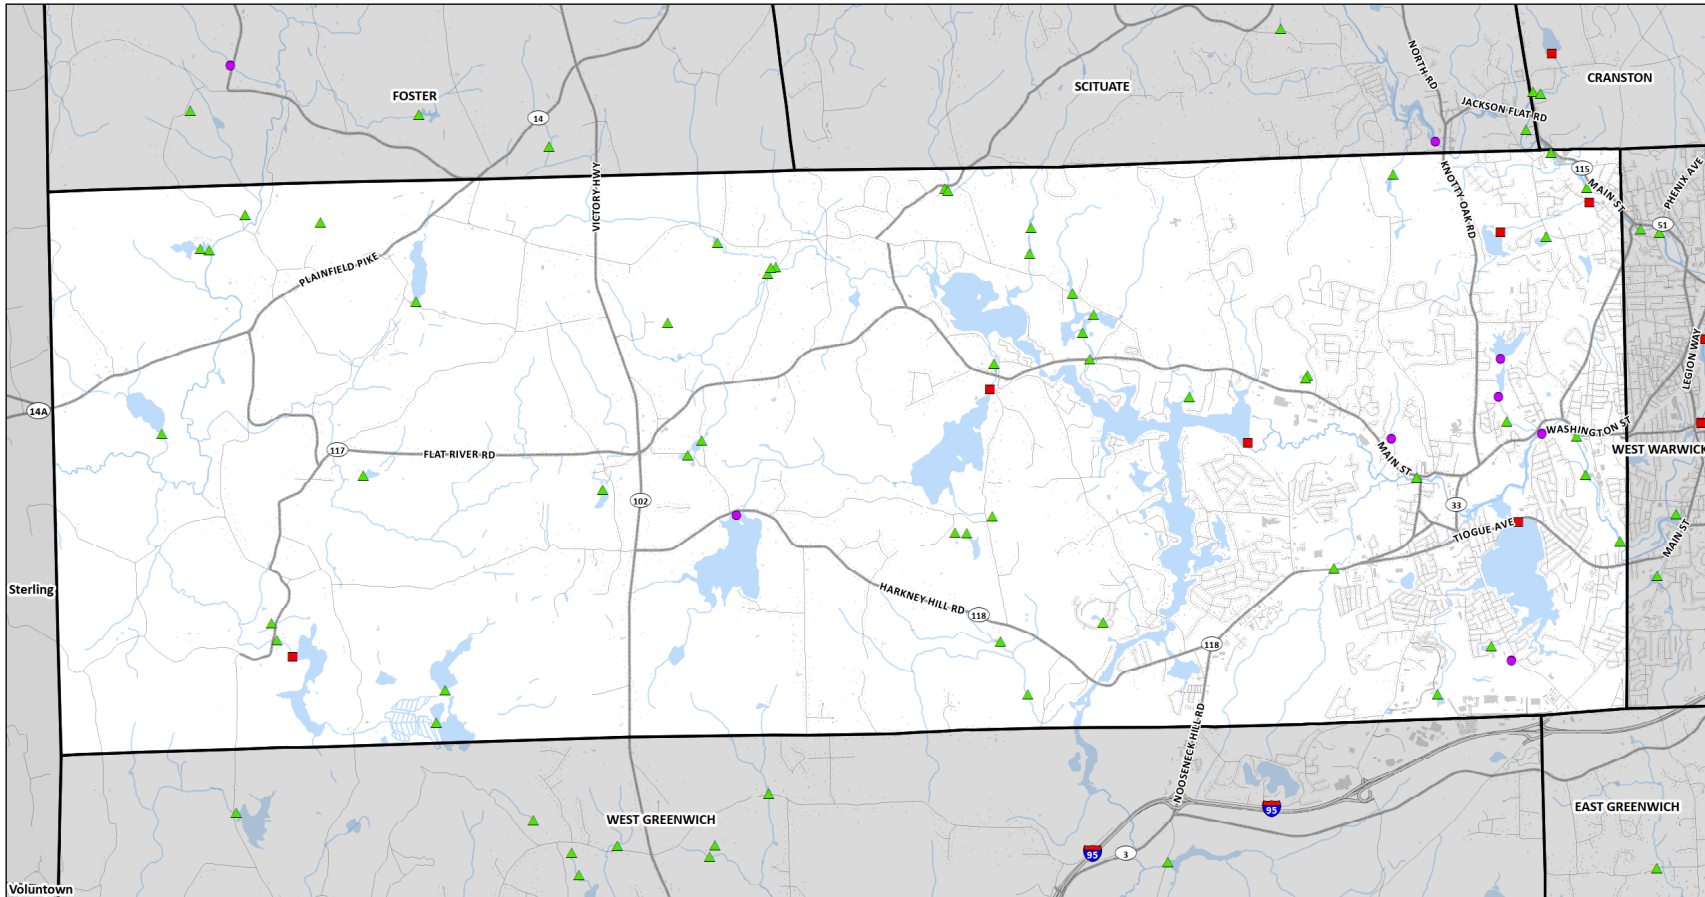 NORTH RD
CRANSTON
SCITUATE
FOSTER
JACKSON FLAT RD
14
115
VICTORY HWY
KNOTTY OAK RD
MAIN ST
PHENIX AVE
51
PLAINFIELD PIKE
LEGION WAY
14A
WASHINGTON ST
117
FLAT RIVER RD
MAIN ST
WEST WARWICK
102
33
TIOGUE AVE
MAIN ST
Sterling
HARKNEY HILL RD
118
118
NOOSENECK HILL RD
95
EAST GREENWICH
WEST GREENWICH
95
3
Voluntown